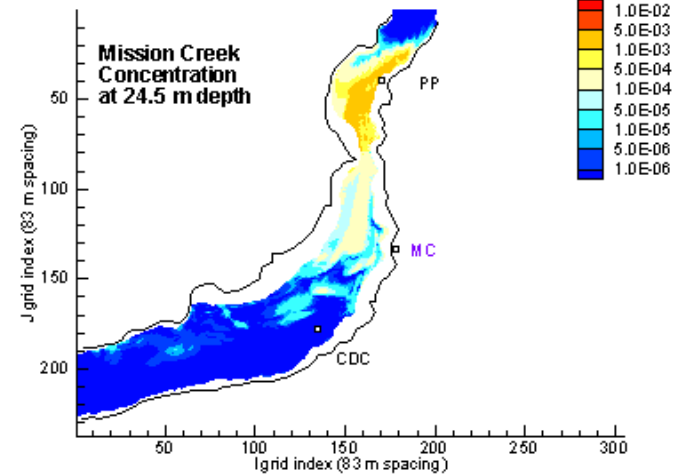 Mission Creek
Concentration
at 24.5 m depth
1.0E-02
5.0E-03
1.0E-03
5.0E-04
1.0E-04
5.0E-05
1.0E-05
5.0E-06
1.0E-06
PP
MC
CDC
J grid index (83 m spacing)
50
100
150
200
50
100
150
200
250
300
I grid index (83 m spacing)